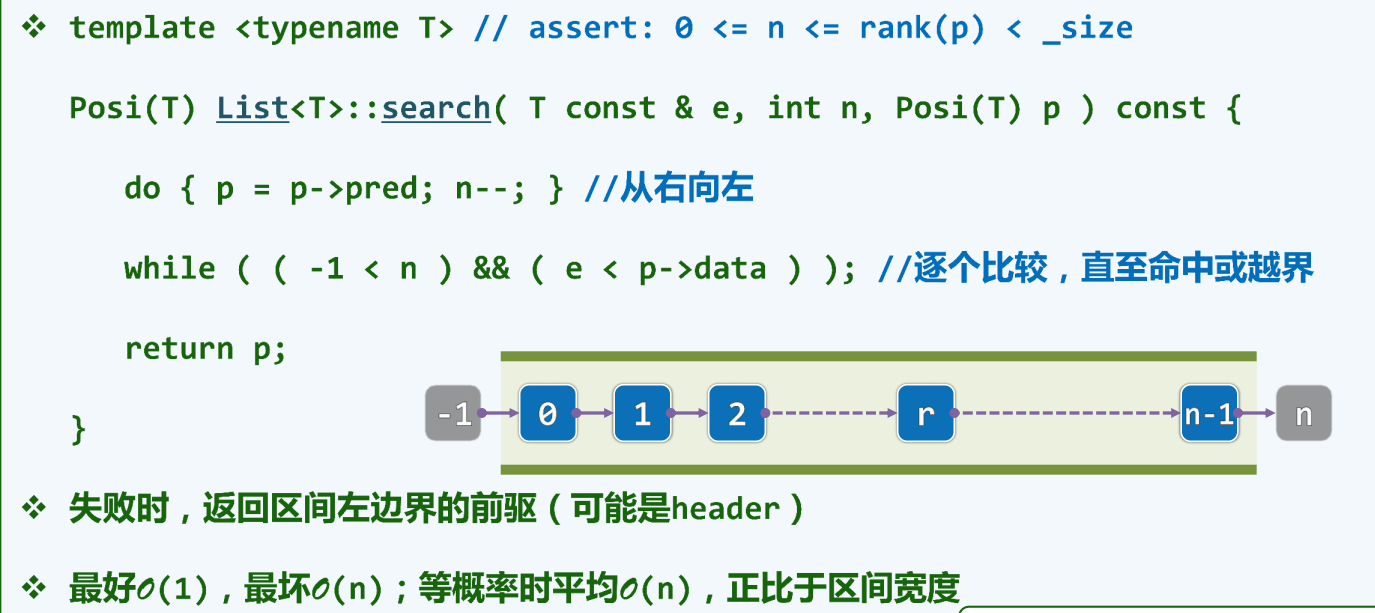 ❖ template <typename T> // assert: 0 <= n <= rank(p) < _size
Posi(T) List<T>::search( T const & e, int n, Posi(T) p ) const {
do { p = p->pred; n--; } //从右向左
while ( ( -1 < n ) && ( e < p->data ) ); //逐个比较，直至命中或越界
return p;
-1 0 1 2 r n-1 n
}
❖ 失败时，返回区间左边界的前驱（可能是header）
❖ 最好𝒪(1)，最坏𝒪(n)；等概率时平均𝒪(n)，正比于区间宽度